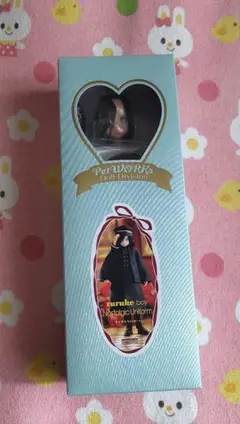 PetWORKs
Doll Division
ruruko boy
Nostalgic Uniform